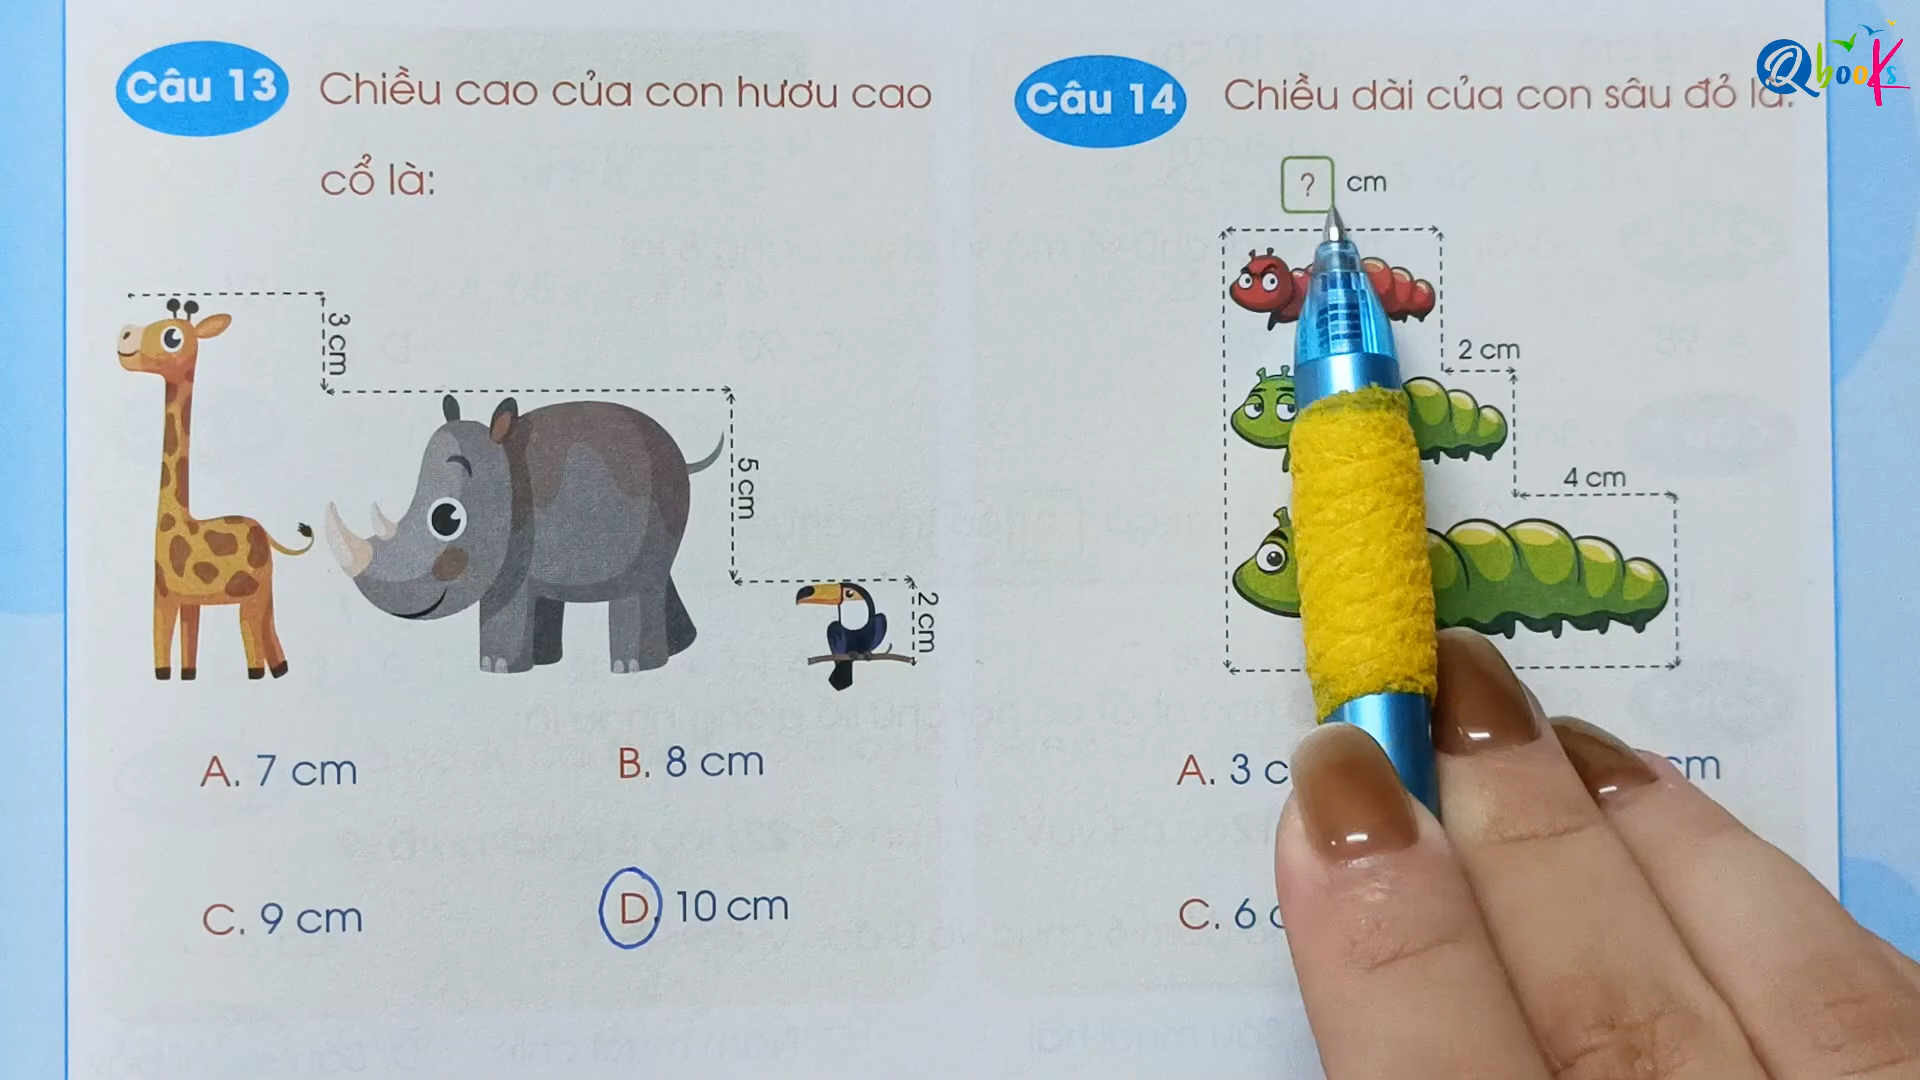 Câu 13 Chiều cao của con hươu cao
cổ là:
3 cm
5 cm
2 cm
A. 7 cm
B. 8 cm
C. 9 cm
D. 10 cm
Câu 14 Chiều dài của con sâu đỏ là:
? cm
2 cm
4 cm
A. 3 c
cm
C. 6 c
Qbooks